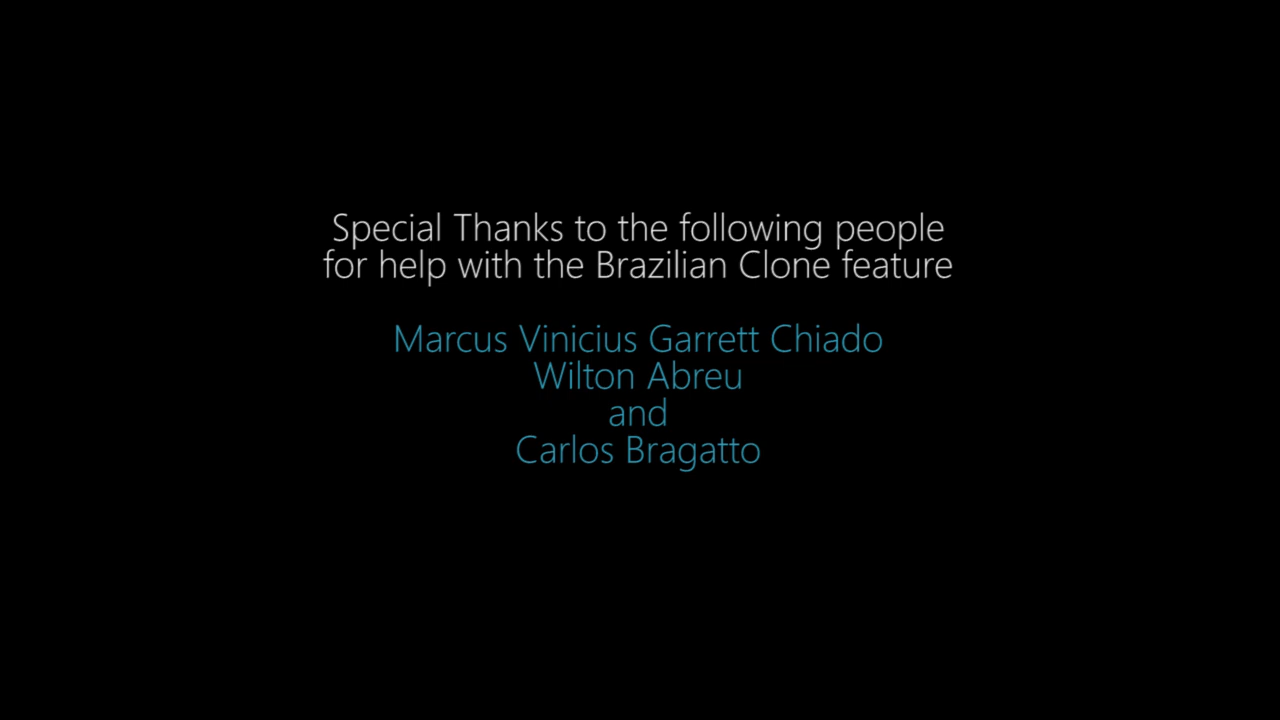 Special Thanks to the following people
for help with the Brazilian Clone feature
Marcus Vinicius Garrett Chiado
Wilton Abreu
and
Carlos Bragatto